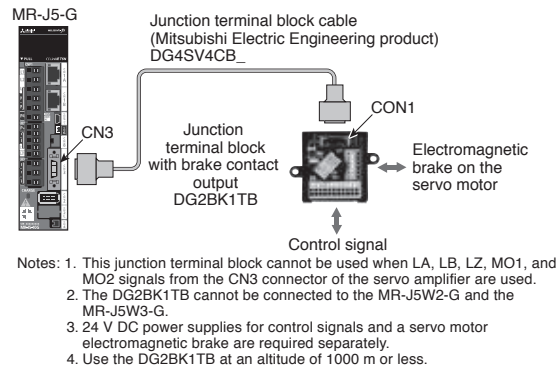 MR-J5-G
Junction terminal block cable
(Mitsubishi Electric Engineering product)
DG4SV4CB_
CN3
CON1
Junction
terminal block
with brake contact
output
DG2BK1TB
Electromagnetic
brake on the
servo motor
Control signal
Notes: 1. This junction terminal block cannot be used when LA, LB, LZ, MO1, and
MO2 signals from the CN3 connector of the servo amplifier are used.
2. The DG2BK1TB cannot be connected to the MR-J5W2-G and the
MR-J5W3-G.
3. 24 V DC power supplies for control signals and a servo motor
electromagnetic brake are required separately.
4. Use the DG2BK1TB at an altitude of 1000 m or less.